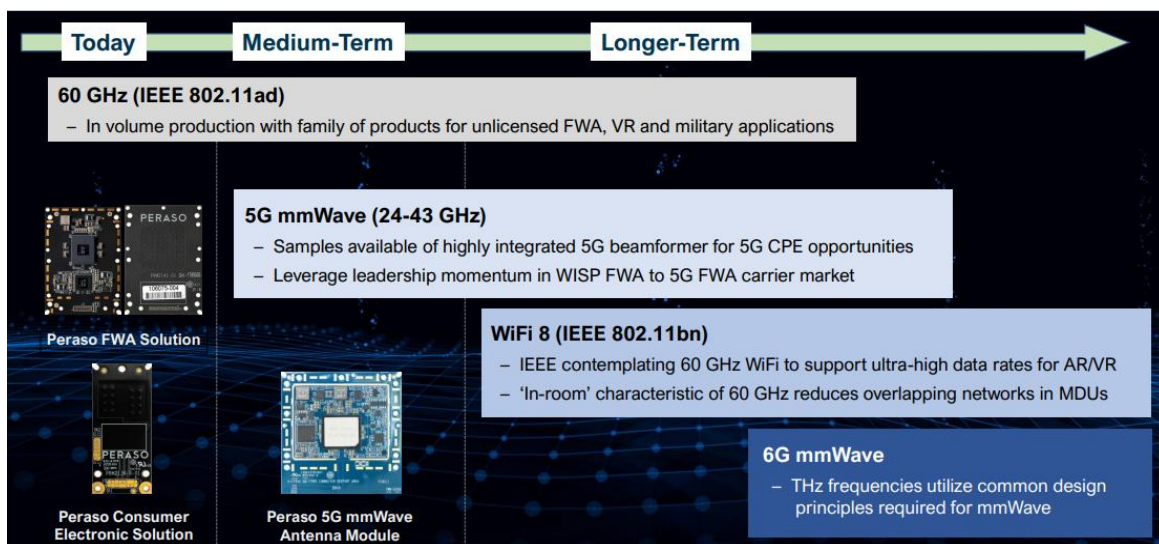 Today
Medium-Term
Longer-Term
60 GHz (IEEE 802.11ad)
– In volume production with family of products for unlicensed FWA, VR and military applications
5G mmWave (24-43 GHz)
– Samples available of highly integrated 5G beamformer for 5G CPE opportunities
– Leverage leadership momentum in WISP FWA to 5G FWA carrier market
PERASO
106075-004
Peraso FWA Solution
WiFi 8 (IEEE 802.11bn)
– IEEE contemplating 60 GHz WiFi to support ultra-high data rates for AR/VR
– ‘In-room’ characteristic of 60 GHz reduces overlapping networks in MDUs
PERASO
6G mmWave
– THz frequencies utilize common design
principles required for mmWave
Peraso Consumer
Electronic Solution
Peraso 5G mmWave
Antenna Module